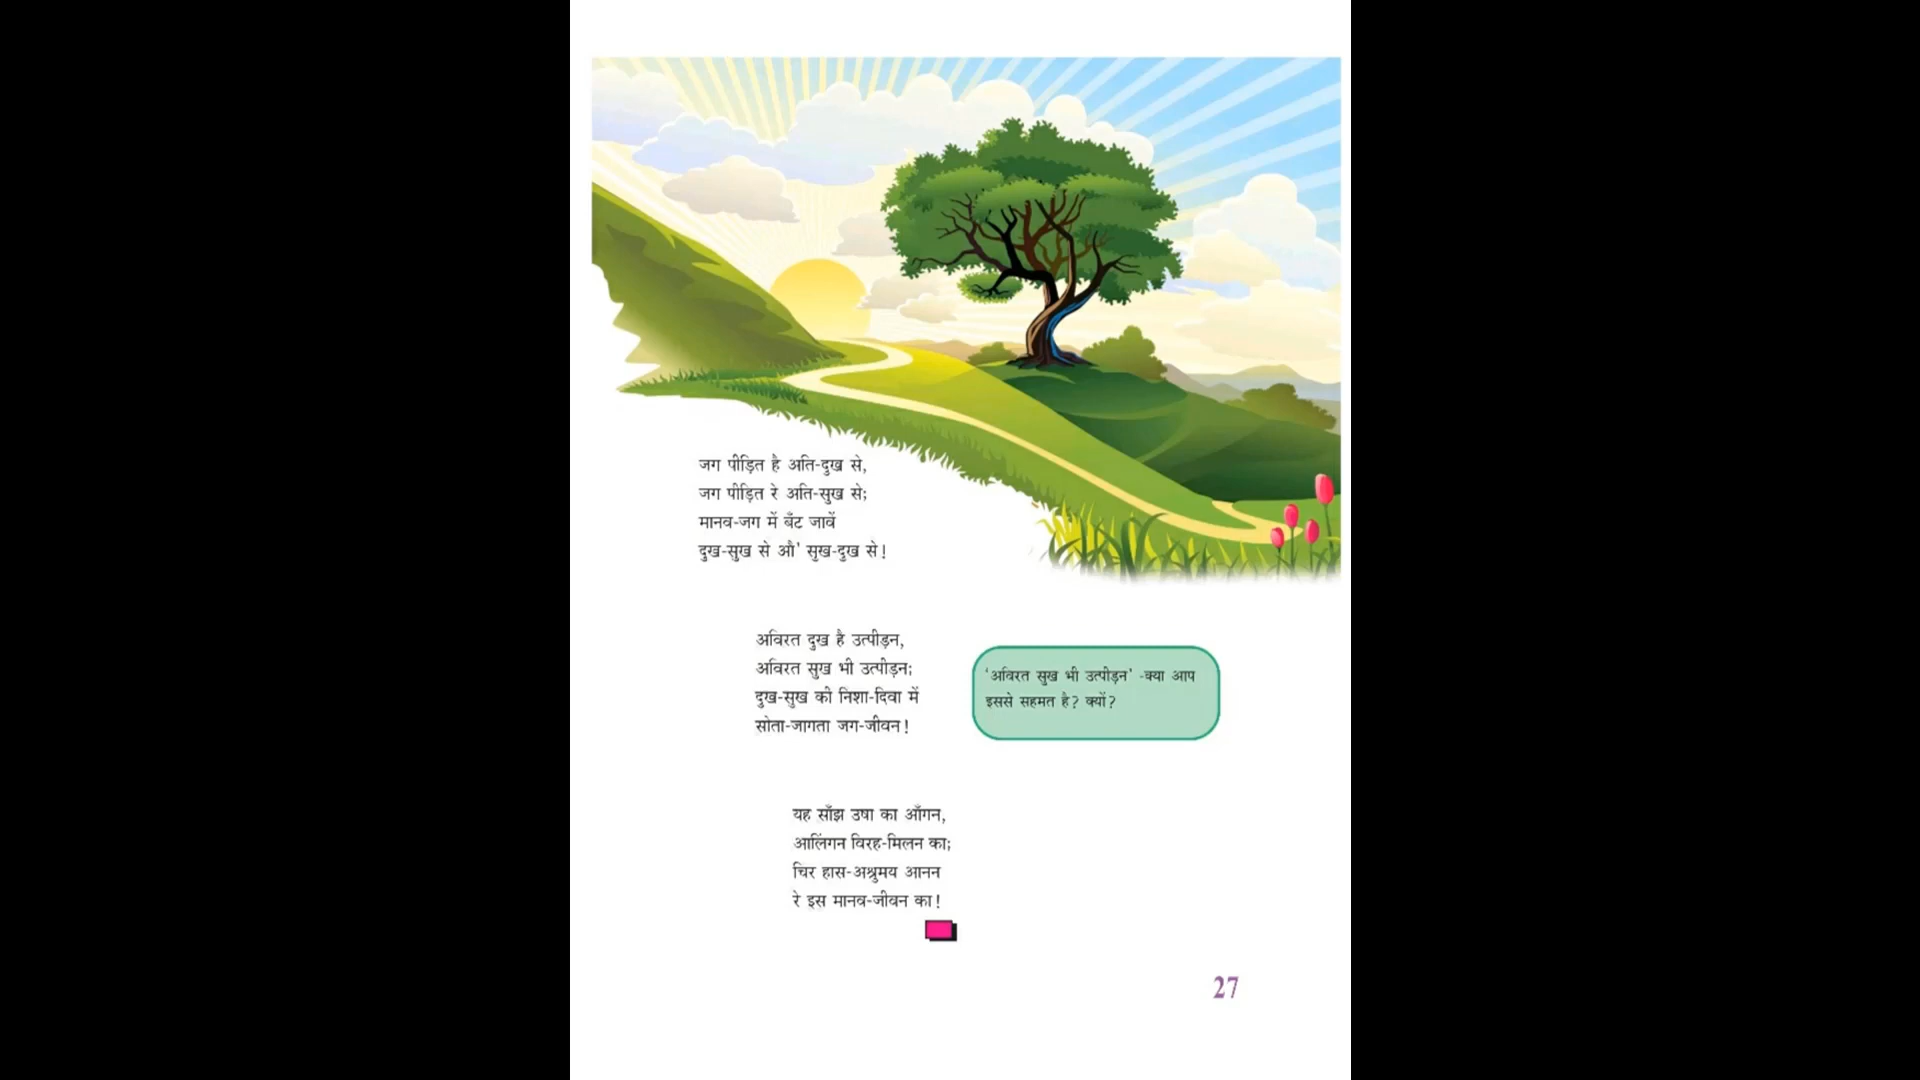 जग पीड़ित है अति-दुख से,
जग पीड़ित रे अति-सुख से;
मानव-जग में बँट जावें
दुख-सुख से औ' सुख-दुख से!
अविरत दुख है उत्पीड़न,
अविरत सुख भी उत्पीड़न;
दुख-सुख की निशा-दिवा में
सोता-जागता जग-जीवन!
'अविरत सुख भी उत्पीड़न' -क्या आप
इससे सहमत है? क्यों?
यह साँझ उषा का आँगन,
आलिंगन विरह-मिलन का;
चिर हास-अश्रुमय आनन
रे इस मानव-जीवन का!
27